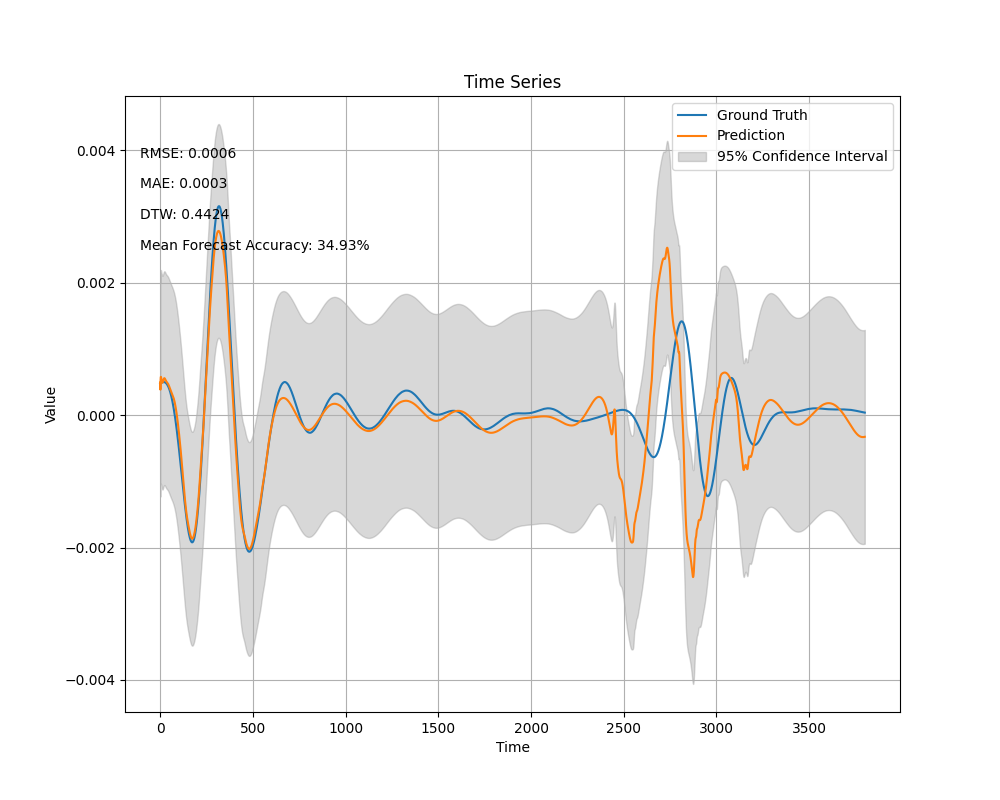 Time Series
Ground Truth
Prediction
95% Confidence Interval
RMSE: 0.0006
MAE: 0.0003
DTW: 0.4424
Mean Forecast Accuracy: 34.93%
0.004
0.002
0.000
−0.002
−0.004
Value
0 500 1000 1500 2000 2500 3000 3500
Time